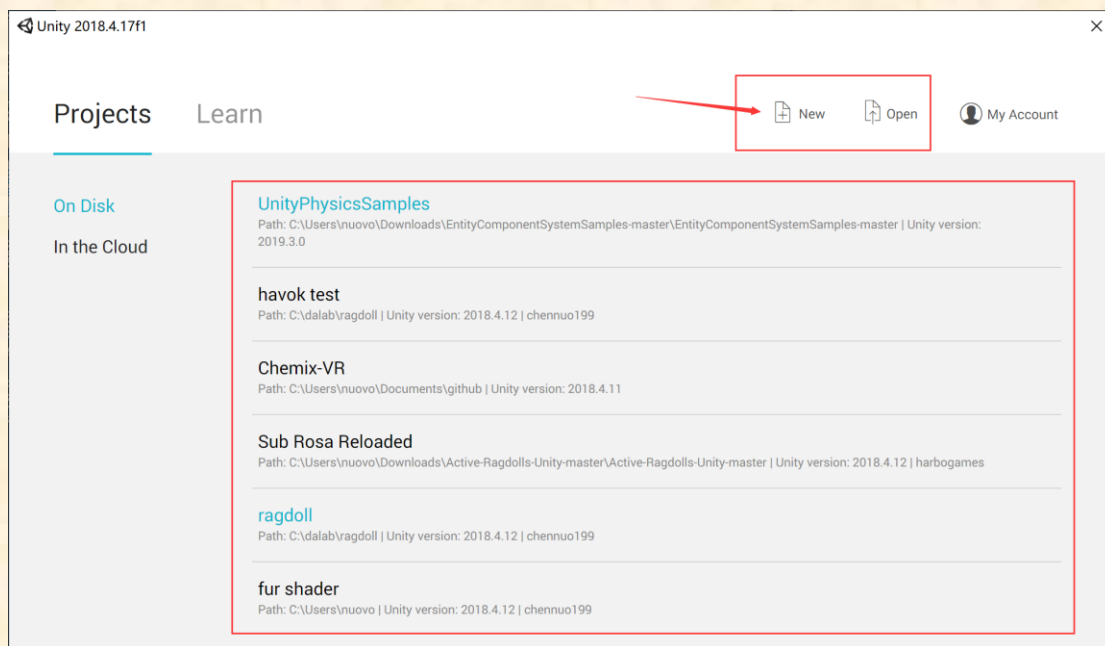 Unity 2018.4.17f1
Projects
Learn
New
Open
My Account
On Disk
In the Cloud
UnityPhysicsSamples
Path: C:\Users\nuovo\Downloads\EntityComponentSystemSamples-master\EntityComponentSystemSamples-master | Unity version:
2019.3.0
havok test
Path: C:\dalab\ragdoll | Unity version: 2018.4.12 | chennuo199
Chemix-VR
Path: C:\Users\nuovo\Documents\github | Unity version: 2018.4.11
Sub Rosa Reloaded
Path: C:\Users\nuovo\Downloads\Active-Ragdolls-Unity-master\Active-Ragdolls-Unity-master | Unity version: 2018.4.12 | harbogames
ragdoll
Path: C:\dalab\ragdoll | Unity version: 2018.4.12 | chennuo199
fur shader
Path: C:\Users\nuovo | Unity version: 2018.4.12 | chennuo199